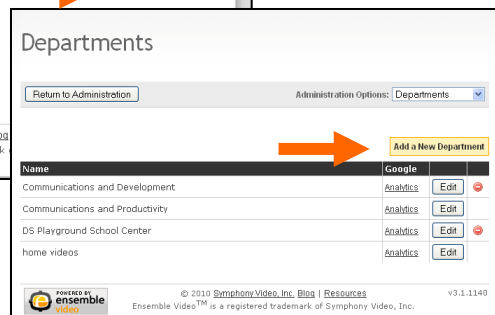 Departments
Return to Administration Administration Options: Departments
Add a New Department
Name Google
Communications and Development Analytics Edit
Communications and Productivity Analytics Edit
DS Playground School Center Analytics Edit
home videos Analytics Edit
POWERED BY ensemble video © 2010 Symphony Video, Inc. Blog | Resources v3.1.1140
Ensemble Video™ is a registered trademark of Symphony Video, Inc.